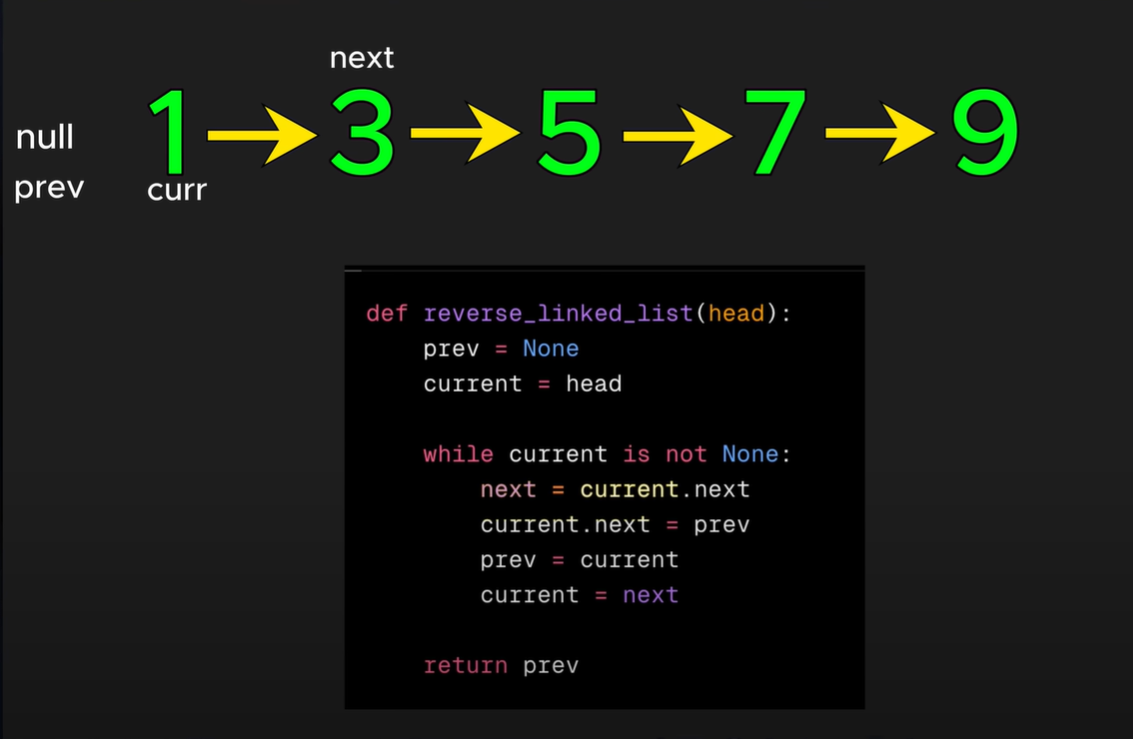 next
null 1 3 5 7 9
prev curr
def reverse_linked_list(head):
    prev = None
    current = head

    while current is not None:
        next = current.next
        current.next = prev
        prev = current
        current = next

    return prev